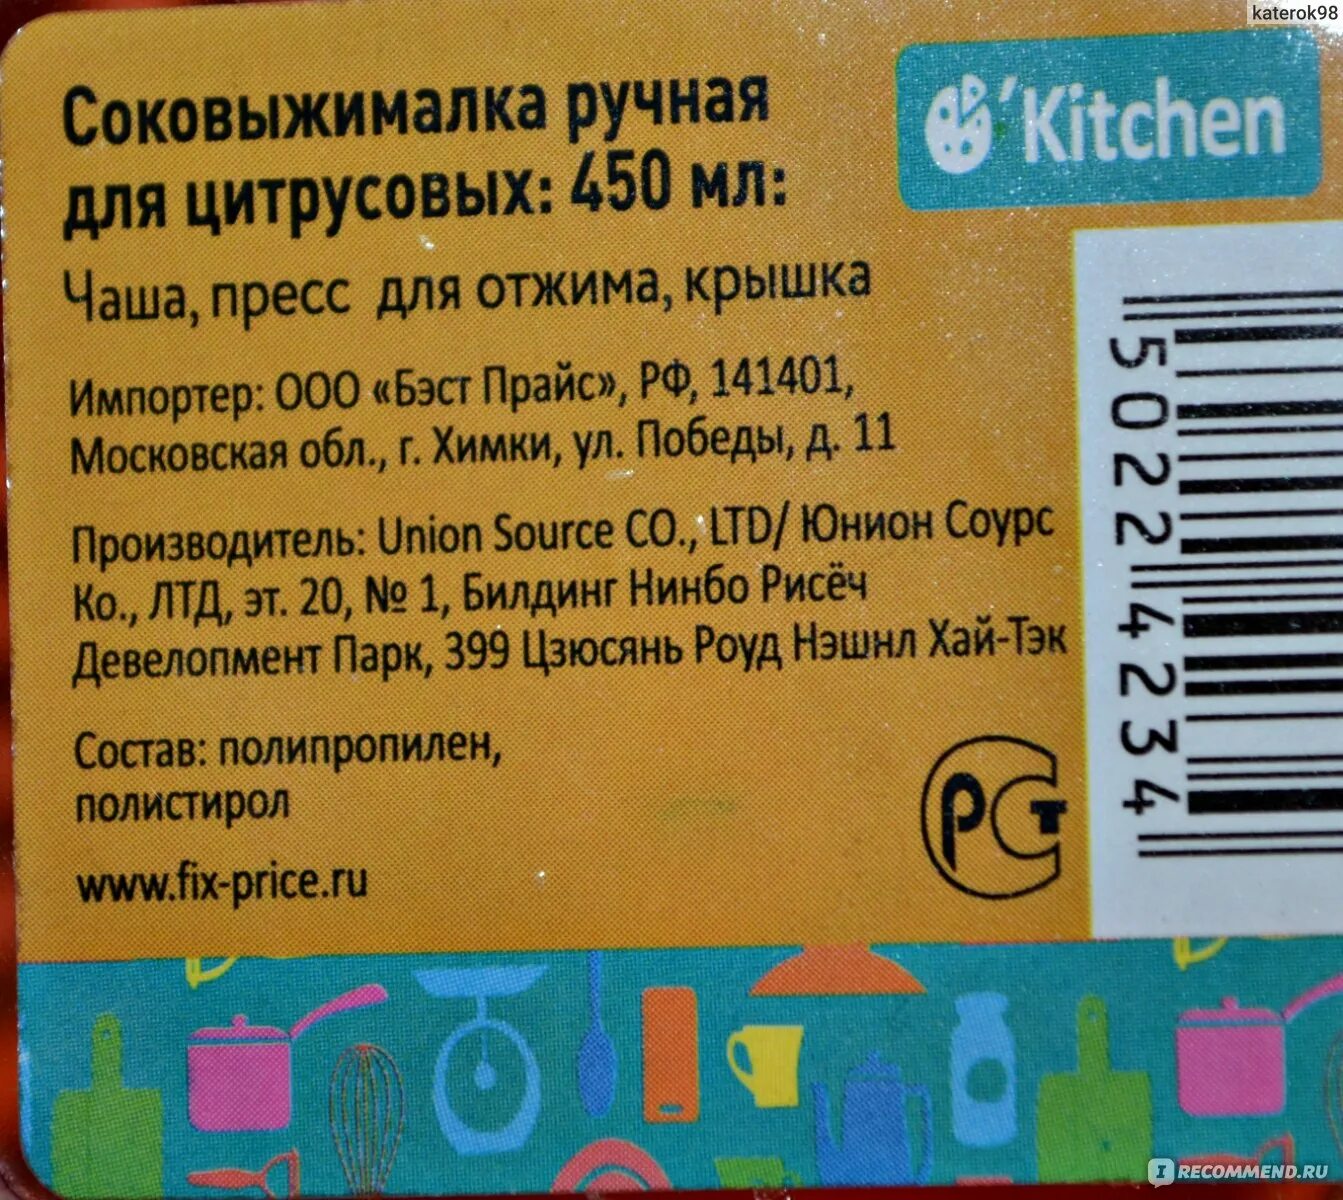 katerok98
Соковыжималка ручная
для цитрусовых: 450 мл:
'Kitchen
Чаша, пресс для отжима, крышка
Импортер: ООО «Бэст Прайс», РФ, 141401,
Московская обл., г. Химки, ул. Победы, д. 11
Производитель: Union Source CO., LTD/ Юнион Соурс
Ко., ЛТД, эт. 20, № 1, Билдинг Нинбо Рисёч
Девелопмент Парк, 399 Цзюсянь Роуд Нэшнл Хай-Тэк
Состав: полипропилен,
полистирол
www.fix-price.ru
РСТ
50224234
IRECOMMEND.RU